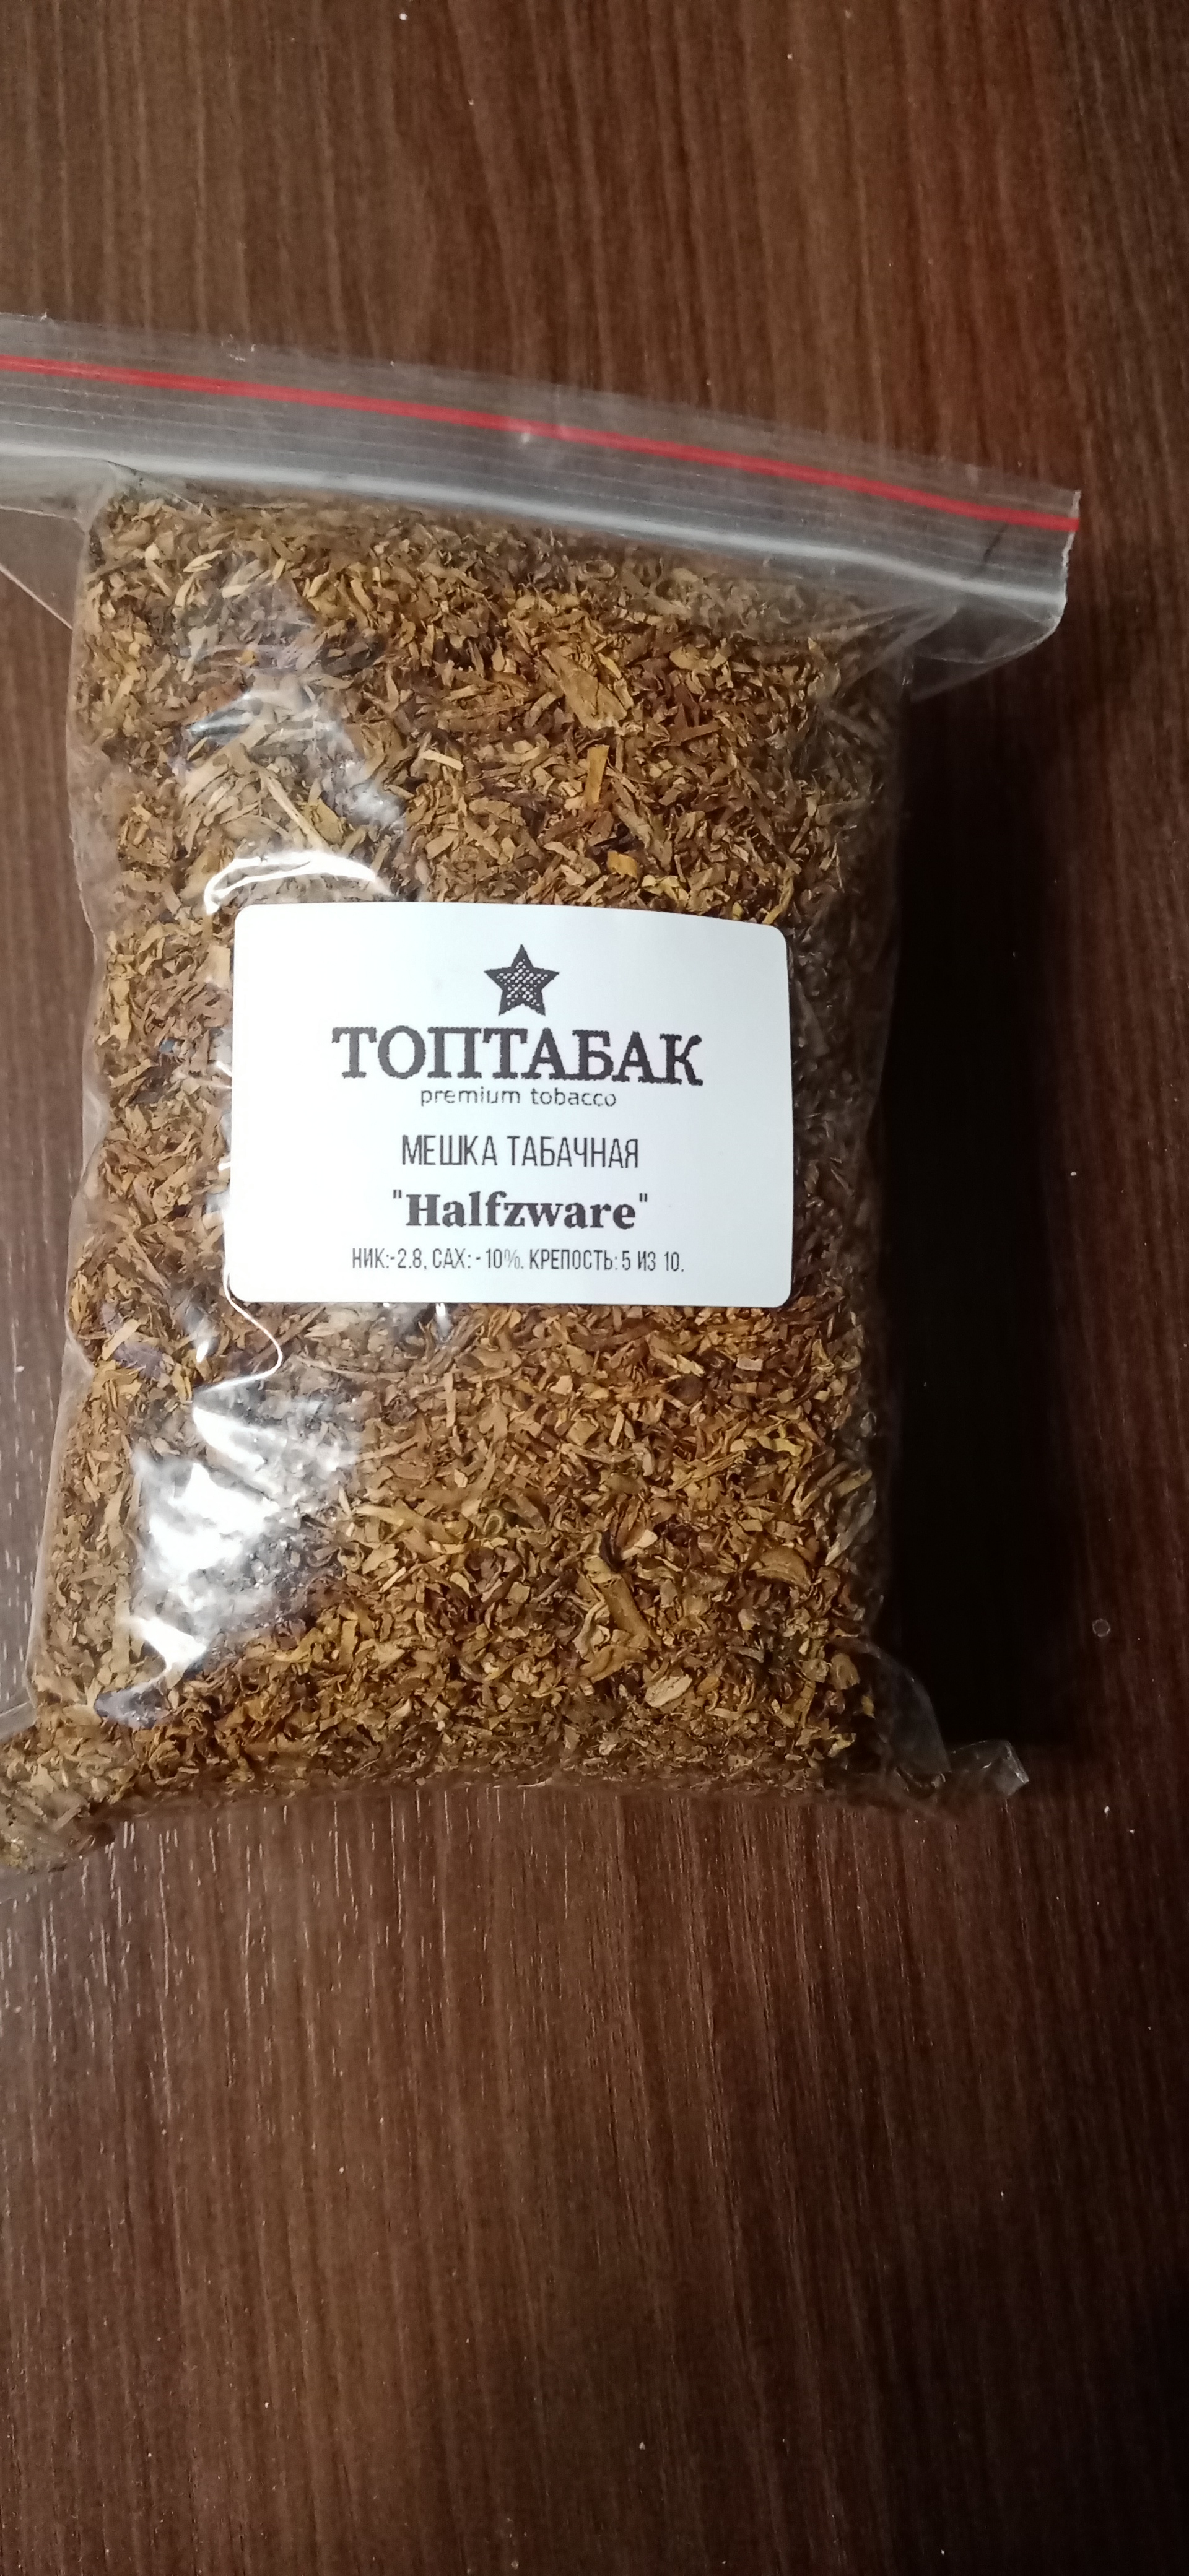 ТОПТАБАК
premium tobacco
МЕШКА ТАБАЧНАЯ
"Halfzware"
НИК:-2.8, САХ: -10%. КРЕПОСТЬ: 5 ИЗ 10.